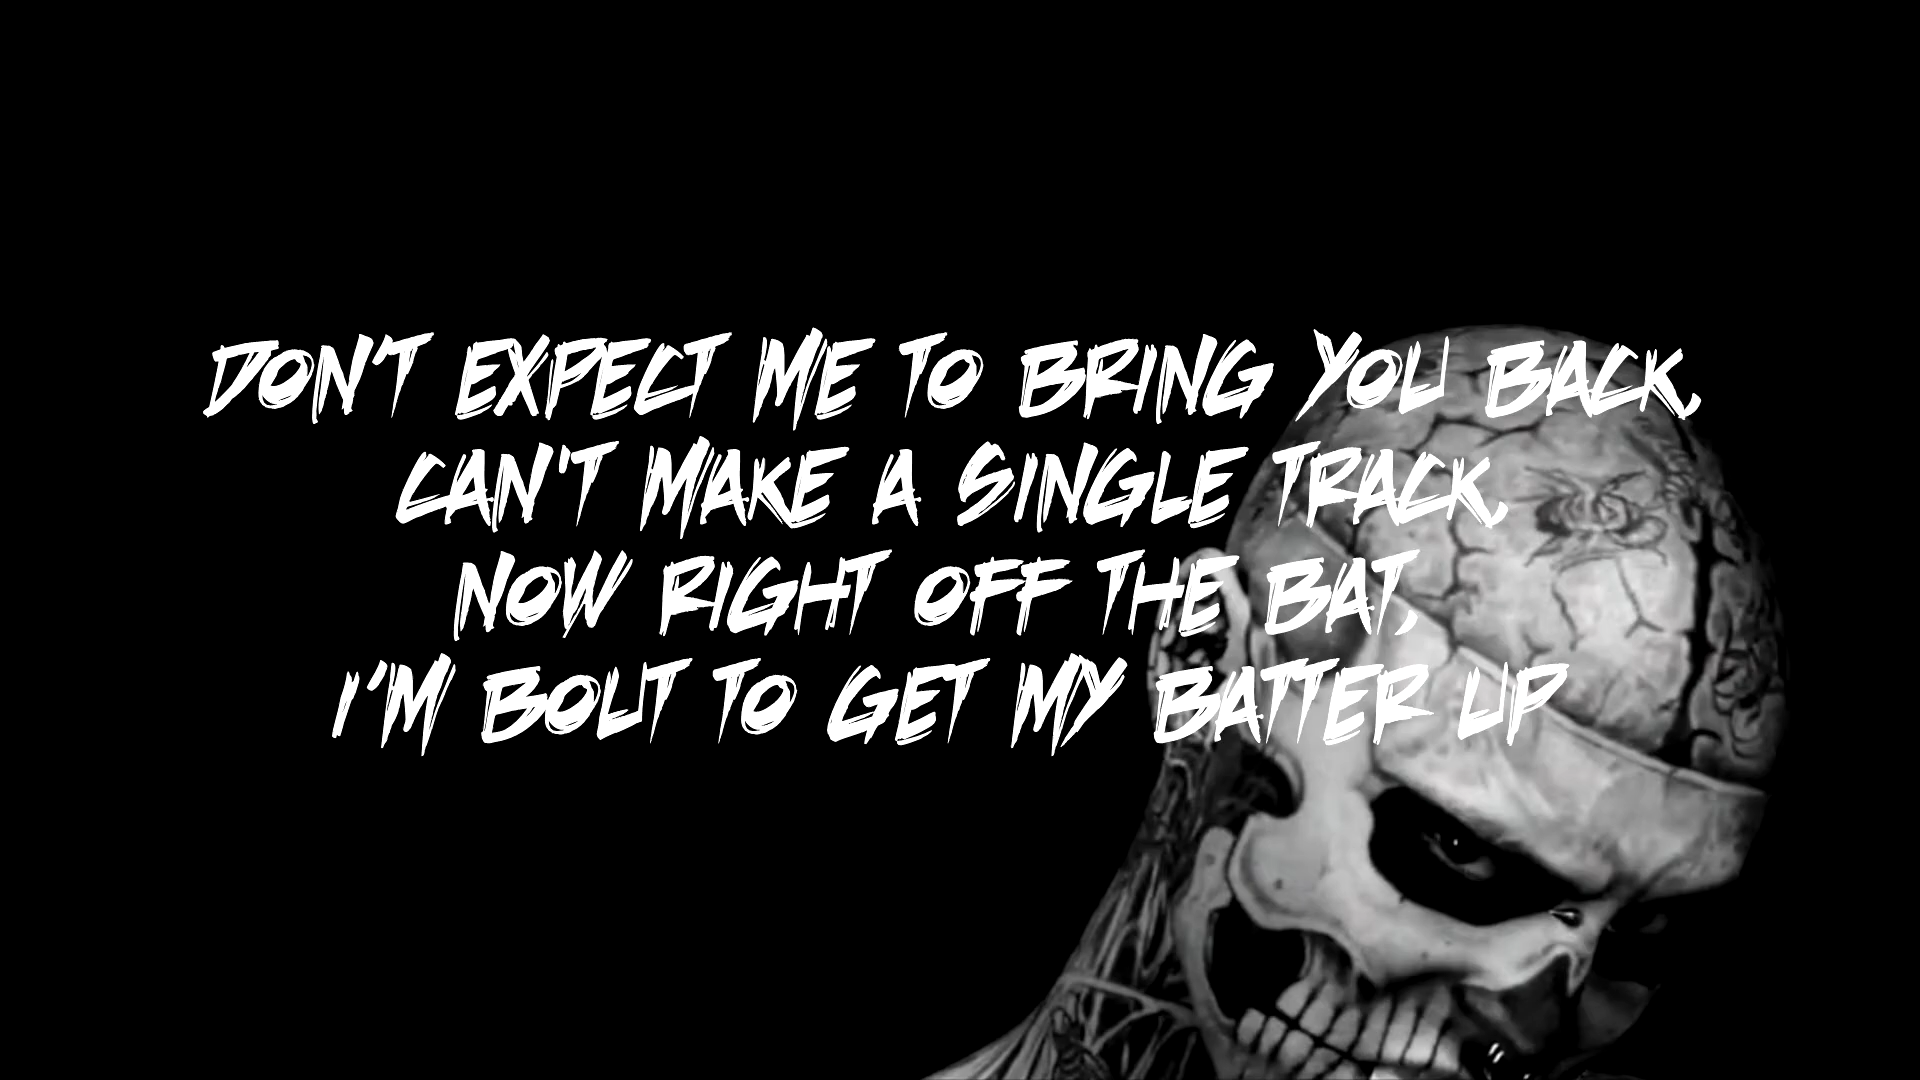 DON'T EXPECT ME TO BRING YOU BACK,
CAN'T MAKE A SINGLE TRACK,
NOW RIGHT OFF THE BAT,
I'M BOUT TO GET MY BATTER UP